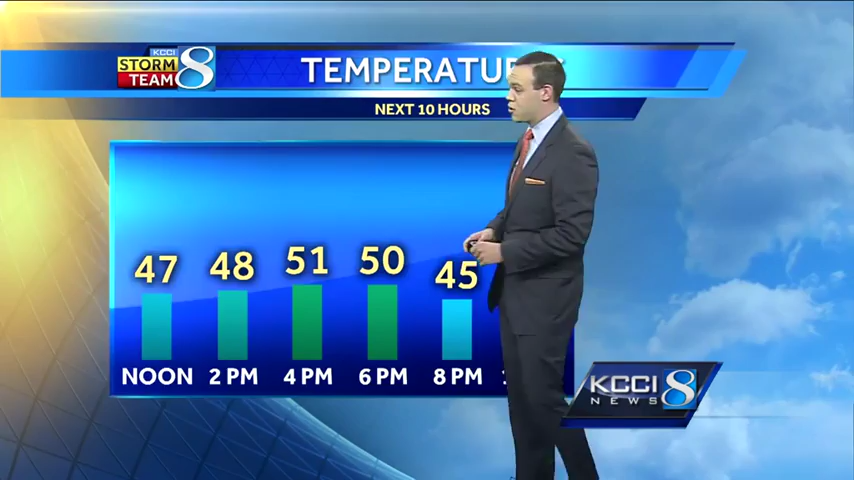 KCCI
STORM
TEAM 8
TEMPERATU
NEXT 10 HOURS
47 48 51 50 45
NOON 2 PM 4 PM 6 PM 8 PM
KCCI 8
NEWS